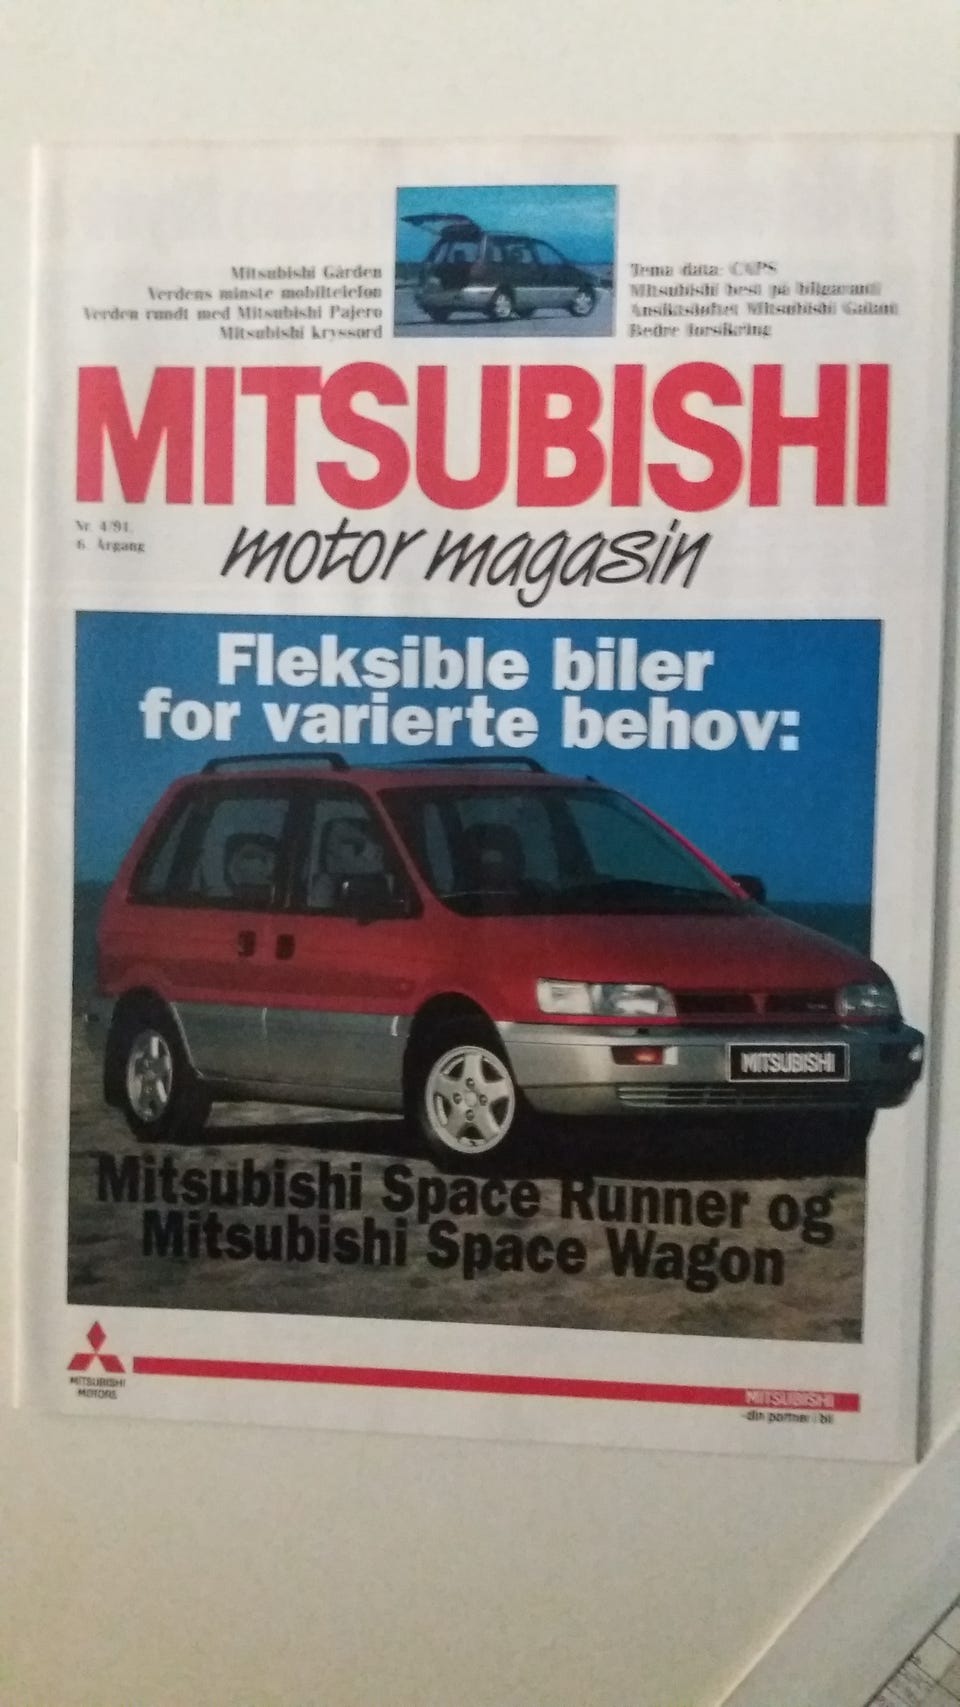 Mitsubishi Gården
Verdens minste mobiltelefon
Verden rundt med Mitsubishi Pajero
Mitsubishi kryssord
Tema data: CAPS
Mitsubishi best på bilgaranti
Ansiktsløftet Mitsubishi Galant
Bedre forsikring
MITSUBISHI
Nr. 4/91.
6. Årgang
motor magasin
Fleksible biler
for varierte behov:
MITSUBISHI
Mitsubishi Space Runner og
Mitsubishi Space Wagon
MITSUBISHI
MOTORS
MITSUBISHI
-din partner i bil